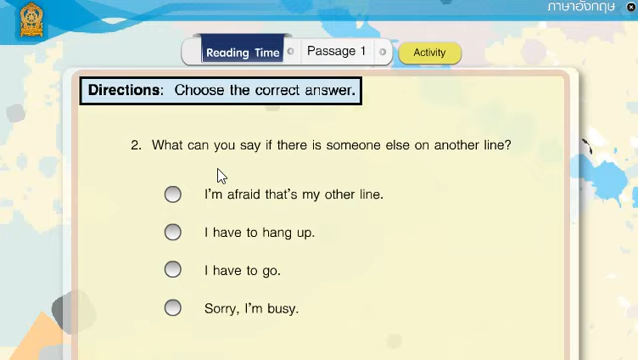 ภาษาอังกฤษ
Reading Time Passage 1 Activity
Directions: Choose the correct answer.
2. What can you say if there is someone else on another line?
I'm afraid that's my other line.
I have to hang up.
I have to go.
Sorry, I'm busy.